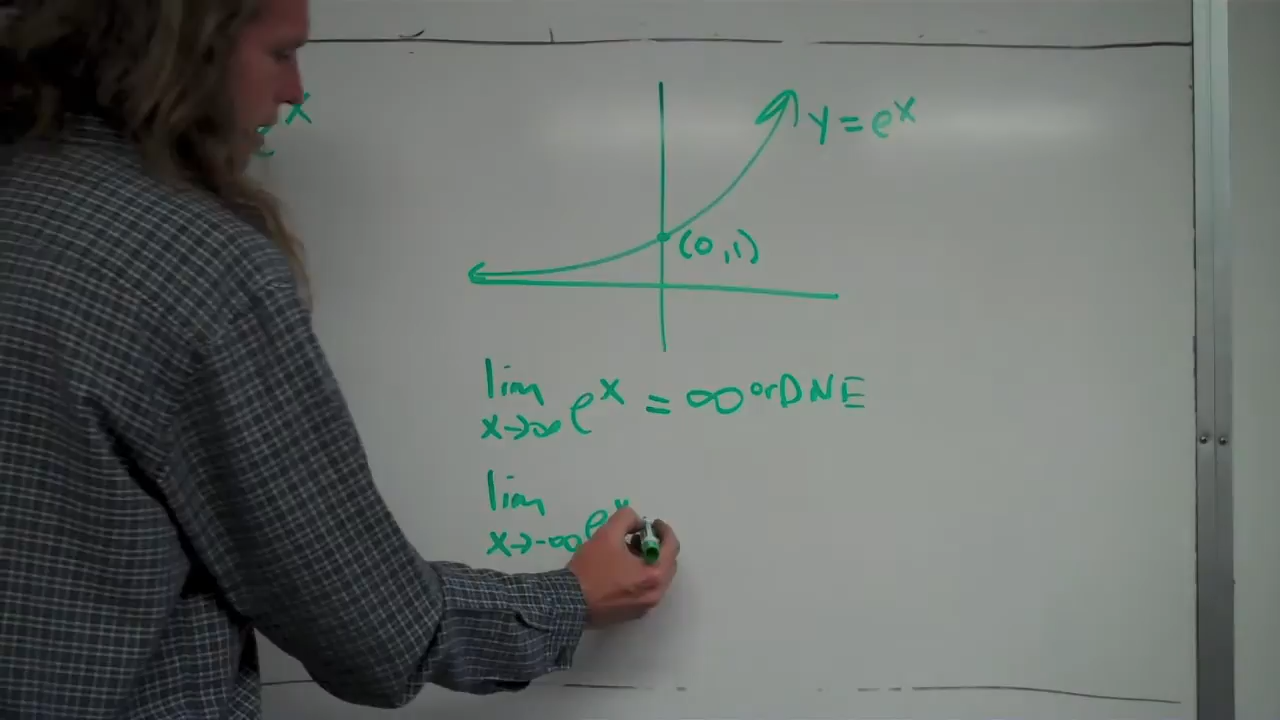 e^x
y = e^x
(0,1)
lim x→∞ e^x = ∞ or DNE
lim x→-∞ e^x